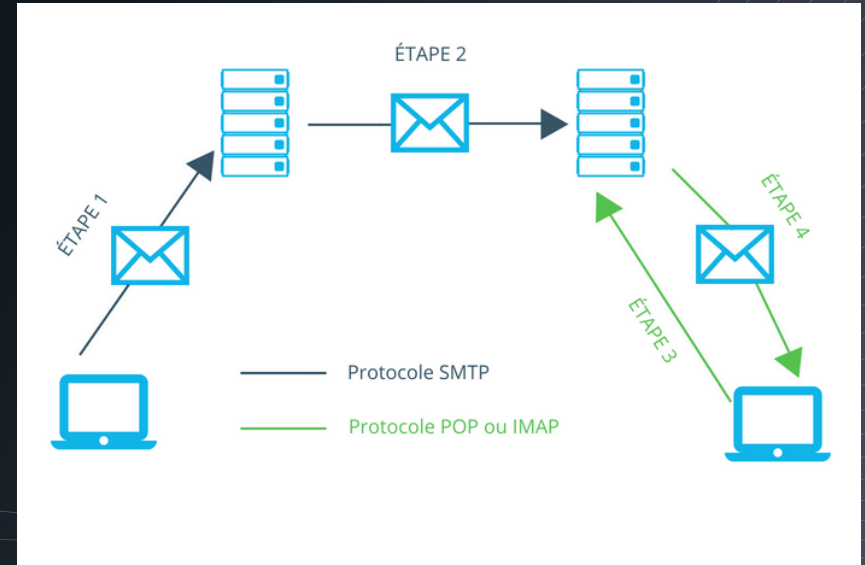 ÉTAPE 2
ÉTAPE 1
ÉTAPE 4
ÉTAPE 3
Protocole SMTP
Protocole POP ou IMAP